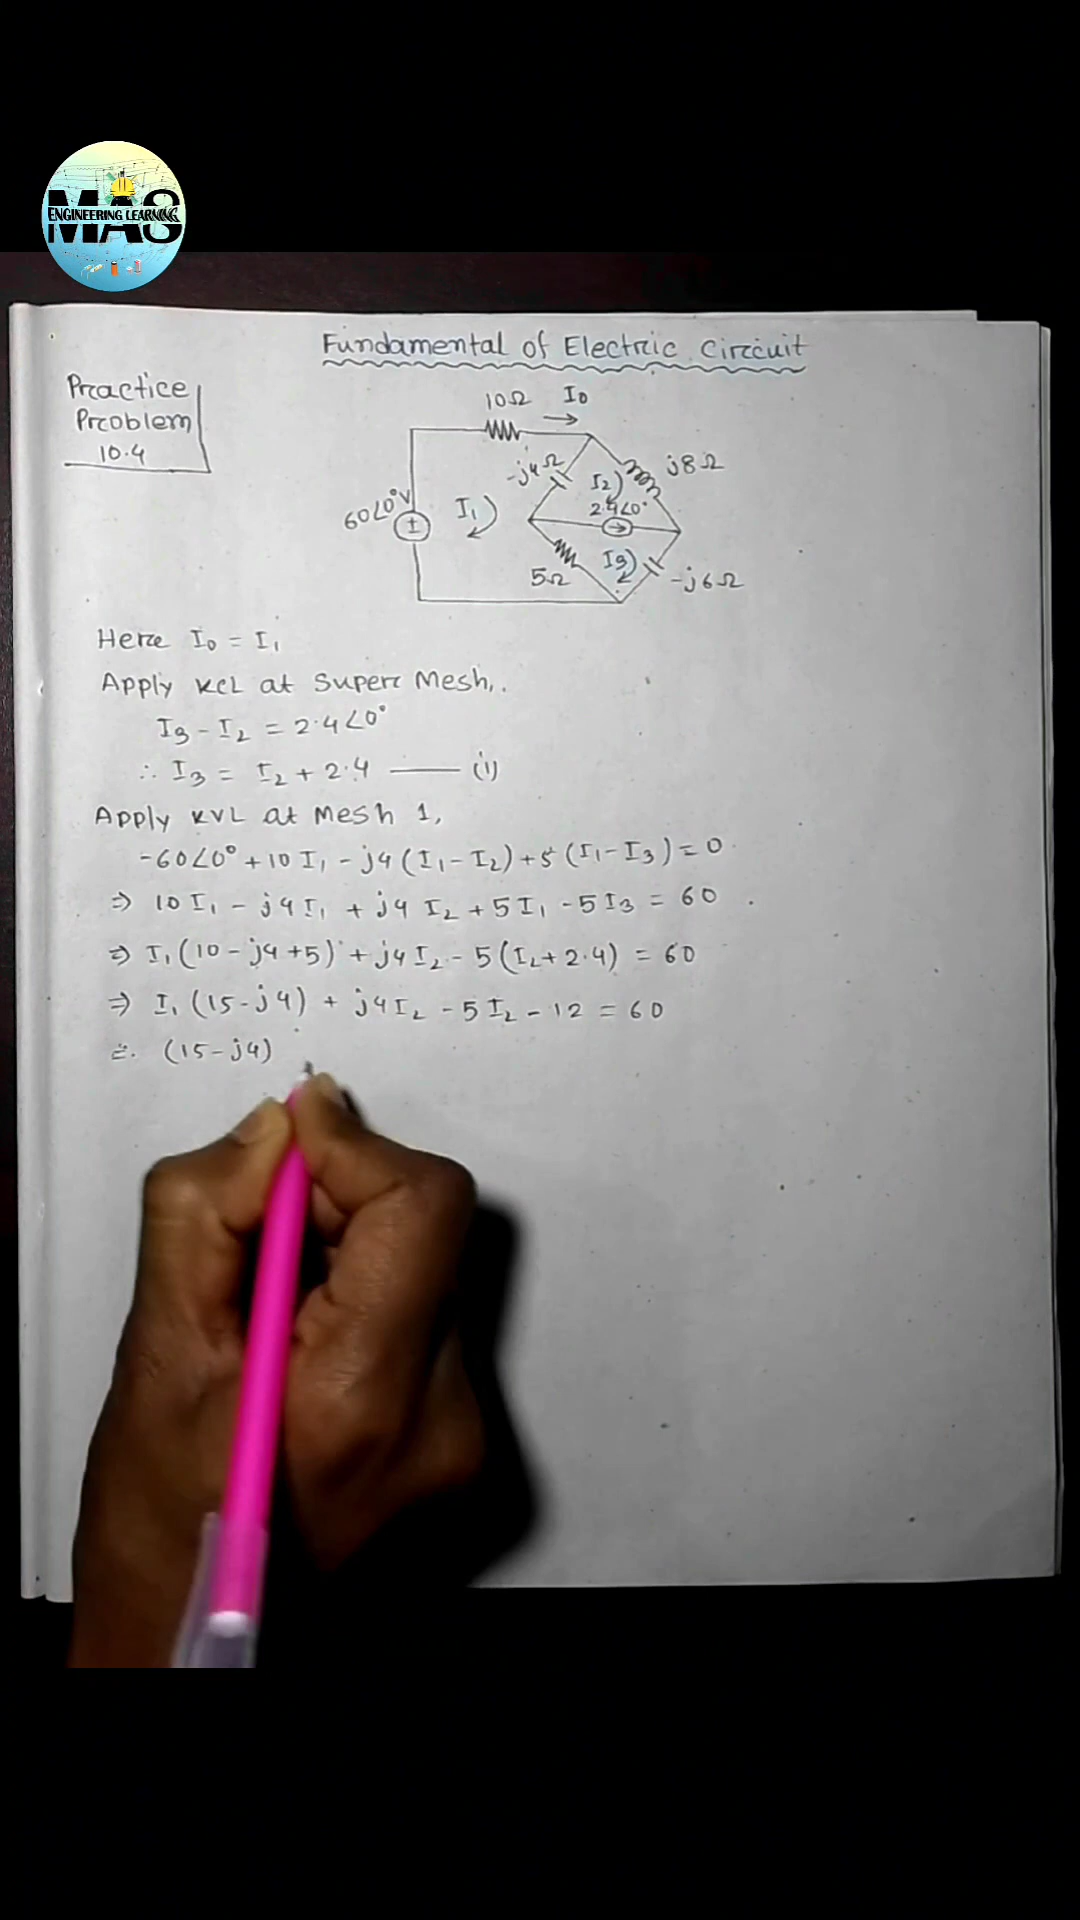 MAS
ENGINEERING LEARNING
Fundamental of Electric Circuit
Practice
Problem
10.4
10Ω I₀
-j4Ω j8Ω
I₂
60∠0°V I₁ 2.4∠0°
±
5Ω I₃ -j6Ω
Here I₀ = I₁
Apply KCL at Super Mesh,.
I₃ - I₂ = 2.4∠0°
∴ I₃ = I₂ + 2.4 —— (i)
Apply KVL at Mesh 1,
-60∠0° + 10 I₁ - j4 (I₁ - I₂) + 5 (I₁ - I₃) = 0
⇒ 10 I₁ - j4 I₁ + j4 I₂ + 5 I₁ - 5 I₃ = 60
⇒ I₁ (10 - j4 + 5) + j4 I₂ - 5 (I₂ + 2.4) = 60
⇒ I₁ (15 - j4) + j4 I₂ - 5 I₂ - 12 = 60
∴ (15 - j4)